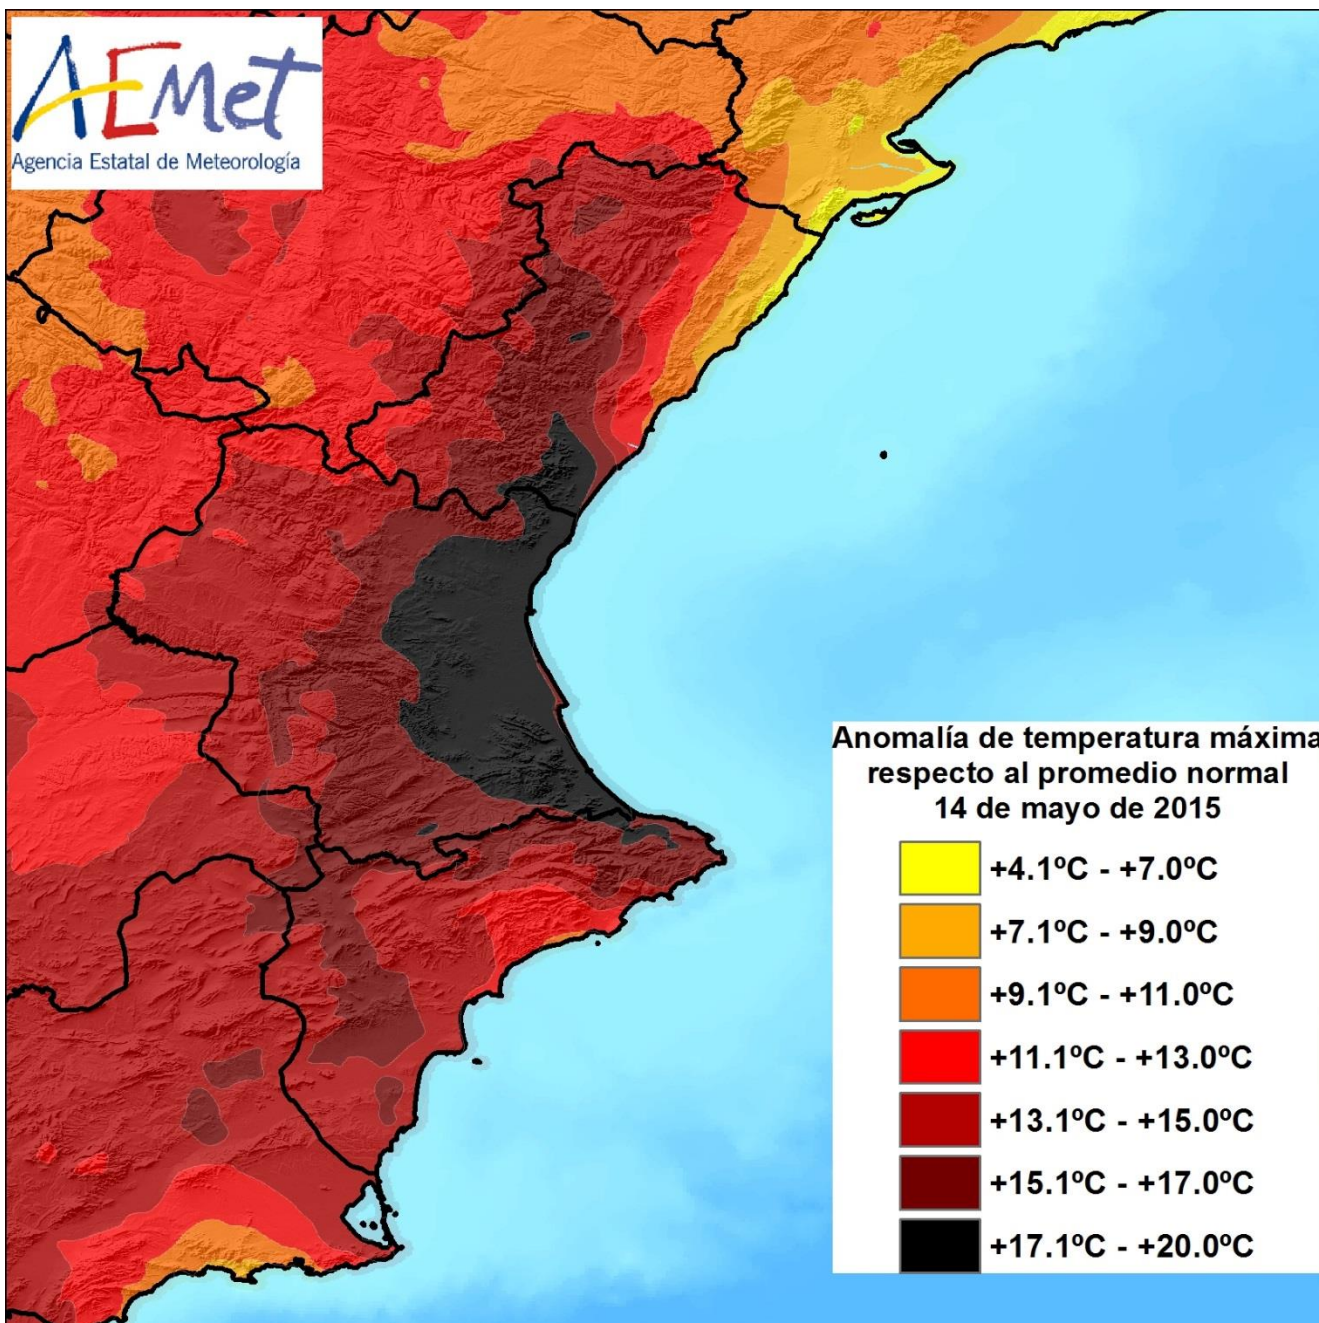 AEMet
Agencia Estatal de Meteorología
Anomalía de temperatura máxima
respecto al promedio normal
14 de mayo de 2015
+4.1ºC - +7.0ºC
+7.1ºC - +9.0ºC
+9.1ºC - +11.0ºC
+11.1ºC - +13.0ºC
+13.1ºC - +15.0ºC
+15.1ºC - +17.0ºC
+17.1ºC - +20.0ºC